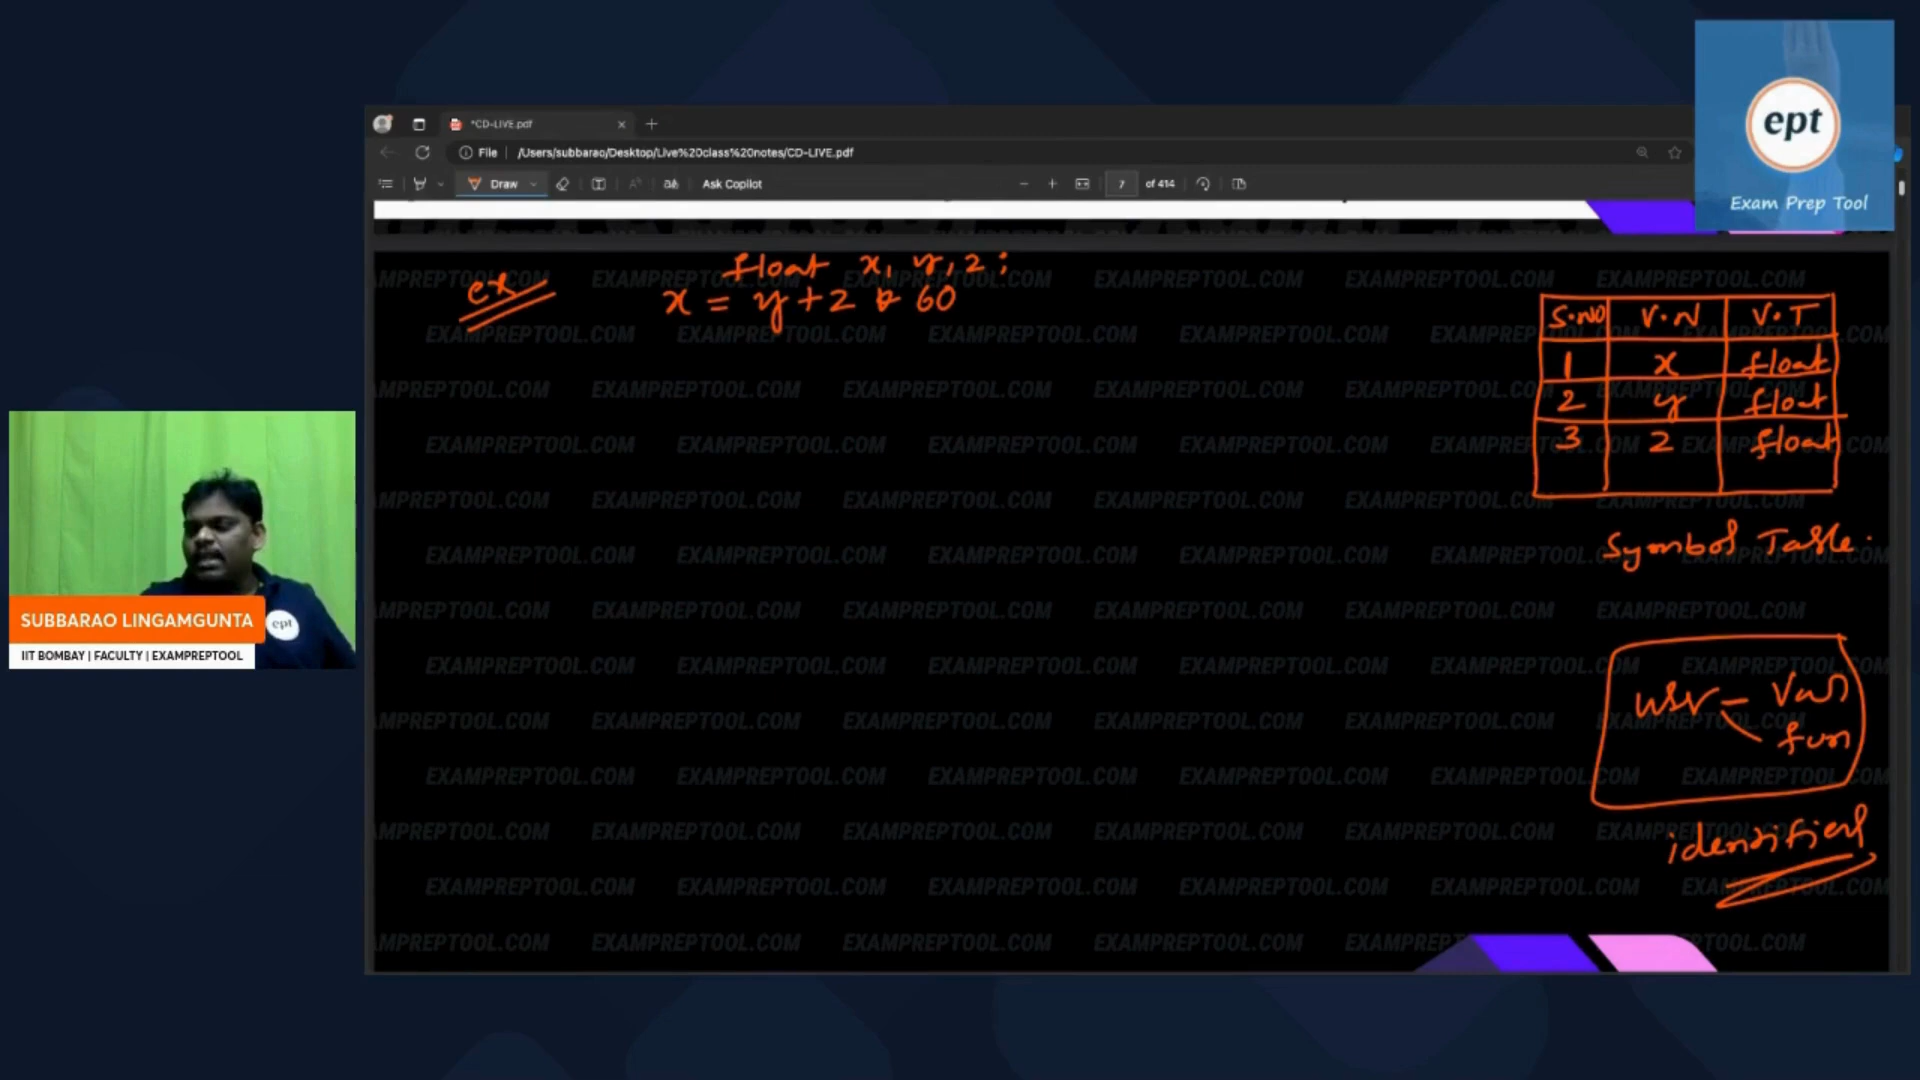 ept
Exam Prep Tool
*CD-LIVE.pdf
File | /Users/subbarao/Desktop/Live%20class%20notes/CD-LIVE.pdf
Draw
Ask Copilot
7 of 414
ex
float x, y, z;
x = y + z * 60
S.NO V.N V.T
1 x float
2 y float
3 z float
Symbol Table.
Var
fun
identifier
SUBBARAO LINGAMGUNTA
ept
IIT BOMBAY | FACULTY | EXAMPREPTOOL
EXAMPREPTOOL.COM